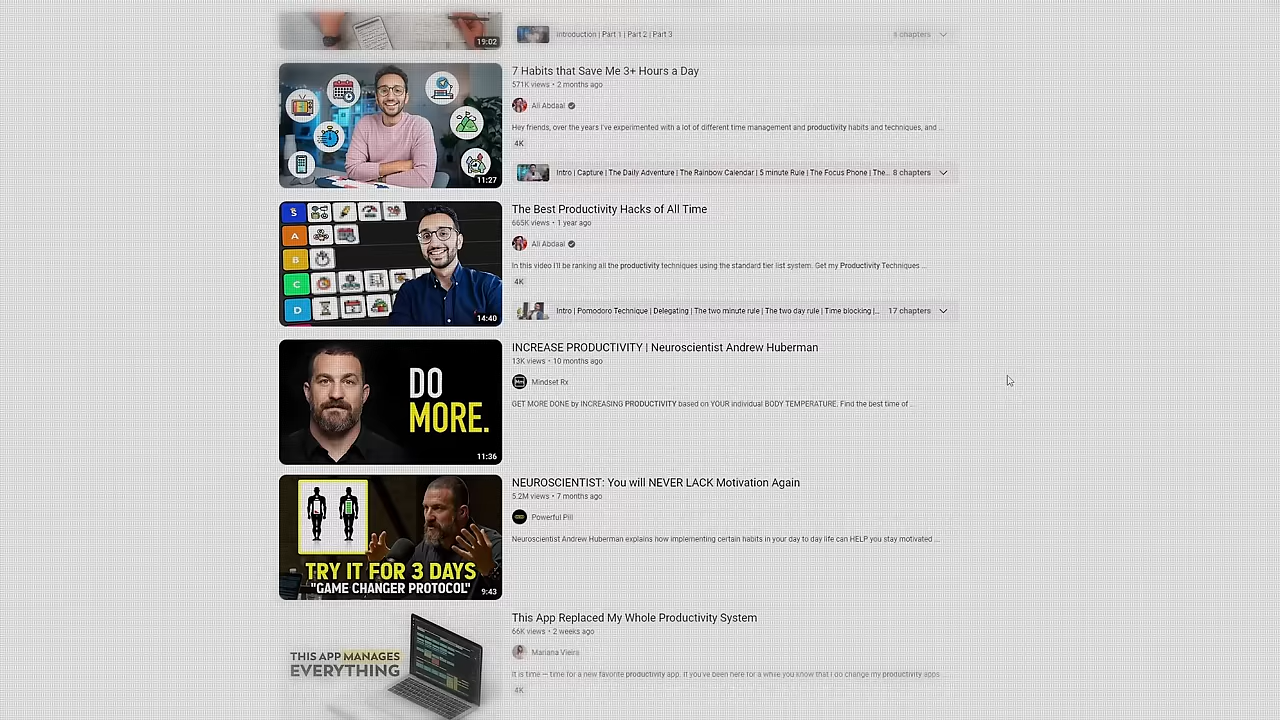 19:02
Introduction | Part 1 | Part 2 | Part 3
6 chapters
7 Habits that Save Me 3+ Hours a Day
571K views • 2 months ago
Ali Abdaal
Hey friends, over the years I've experimented with a lot of different time management and productivity habits and techniques, and ...
4K
11:27
Intro | Capture | The Daily Adventure | The Rainbow Calendar | 5 minute Rule | The Focus Phone | The...
8 chapters
S
A
B
C
D
14:40
The Best Productivity Hacks of All Time
665K views • 1 year ago
Ali Abdaal
In this video I'll be ranking all the productivity techniques using the patented tier list system. Get my Productivity Techniques ...
4K
Intro | Pomodoro Technique | Delegating | The two minute rule | The two day rule | Time blocking |...
17 chapters
DO
MORE.
11:36
INCREASE PRODUCTIVITY | Neuroscientist Andrew Huberman
13K views • 10 months ago
Mindset Rx
GET MORE DONE by INCREASING PRODUCTIVITY based on YOUR individual BODY TEMPERATURE. Find the best time of
TRY IT FOR 3 DAYS
"GAME CHANGER PROTOCOL"
9:43
NEUROSCIENTIST: You will NEVER LACK Motivation Again
5.2M views • 7 months ago
Powerful Pill
Neuroscientist Andrew Huberman explains how implementing certain habits in your day to day life can HELP you stay motivated ...
THIS APP MANAGES
EVERYTHING
This App Replaced My Whole Productivity System
66K views • 2 weeks ago
Mariana Vieira
It is time — time for a new favorite productivity app. If you've been here for a while you know that I do change my productivity apps ...
4K